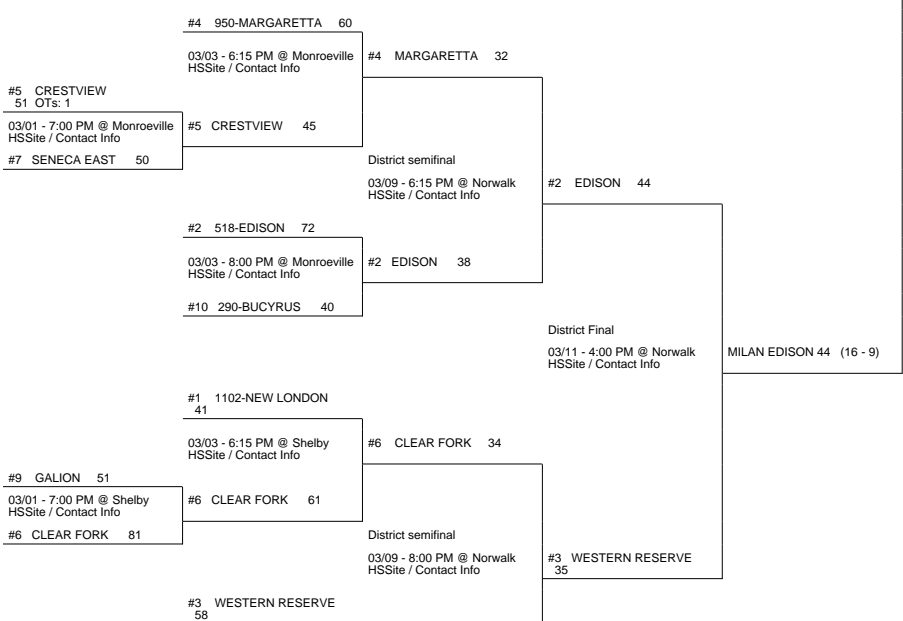 #4 950-MARGARETTA 60
03/03 - 6:15 PM @ Monroeville
HSSite / Contact Info
#4 MARGARETTA 32
#5 CRESTVIEW
51 OTs: 1
03/01 - 7:00 PM @ Monroeville
HSSite / Contact Info
#5 CRESTVIEW 45
#7 SENECA EAST 50
District semifinal
03/09 - 6:15 PM @ Norwalk
HSSite / Contact Info
#2 EDISON 44
#2 518-EDISON 72
03/03 - 8:00 PM @ Monroeville
HSSite / Contact Info
#2 EDISON 38
#10 290-BUCYRUS 40
District Final
03/11 - 4:00 PM @ Norwalk
HSSite / Contact Info
MILAN EDISON 44 (16 - 9)
#1 1102-NEW LONDON
41
03/03 - 6:15 PM @ Shelby
HSSite / Contact Info
#6 CLEAR FORK 34
#9 GALION 51
03/01 - 7:00 PM @ Shelby
HSSite / Contact Info
#6 CLEAR FORK 61
#6 CLEAR FORK 81
District semifinal
03/09 - 8:00 PM @ Norwalk
HSSite / Contact Info
#3 WESTERN RESERVE
35
#3 WESTERN RESERVE
58